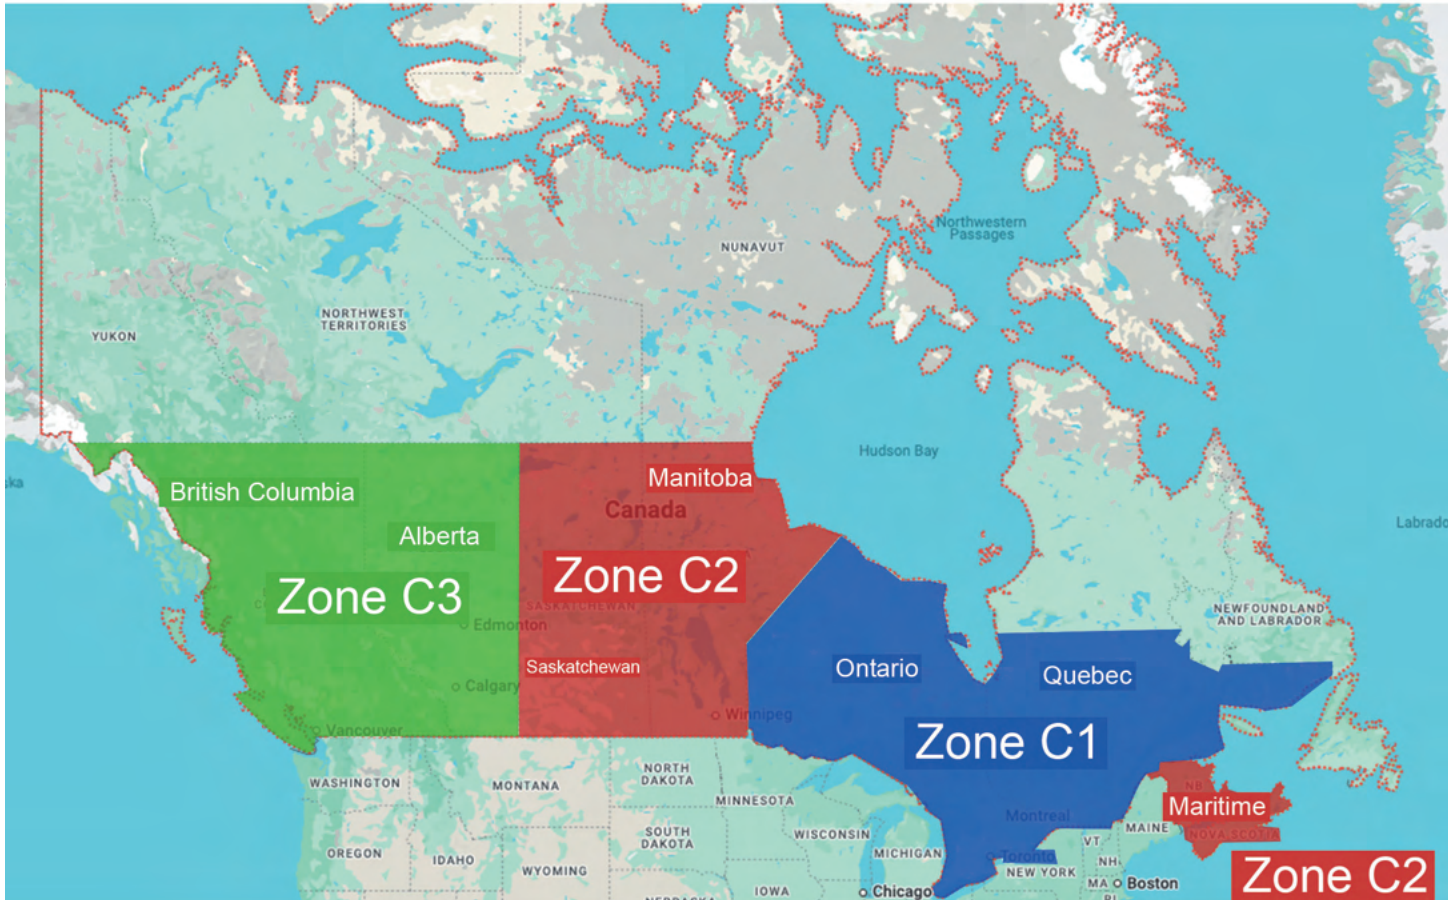 Northwestern
Passages
NUNAVUT
NORTHWEST
TERRITORIES
YUKON
Hudson Bay
ska
British Columbia
Manitoba
Canada
Labrado
Alberta
Zone C3
Zone C2
SASKATCHEWAN
NEWFOUNDLAND
AND LABRADOR
Edmonton
Saskatchewan
Ontario
Quebec
Calgary
Winnipeg
Vancouver
Zone C1
WASHINGTON
MONTANA
NORTH
DAKOTA
MINNESOTA
NB
Maritime
Montreal
MAINE
NOVA SCOTIA
SOUTH
DAKOTA
WISCONSIN
VT
OREGON
IDAHO
MICHIGAN
Toronto
NH
WYOMING
NEW YORK
MA
Boston
IOWA
Chicago
NEBRASKA
RI
Zone C2